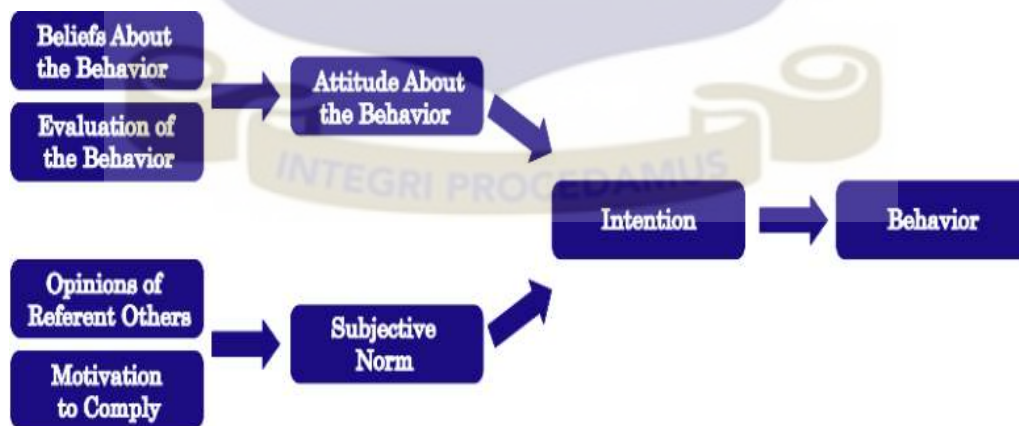 Beliefs About
the Behavior
Evaluation of
the Behavior
Attitude About
the Behavior
INTEGRI PROCEDAMUS
Intention
Behavior
Opinions of
Referent Others
Motivation
to Comply
Subjective
Norm